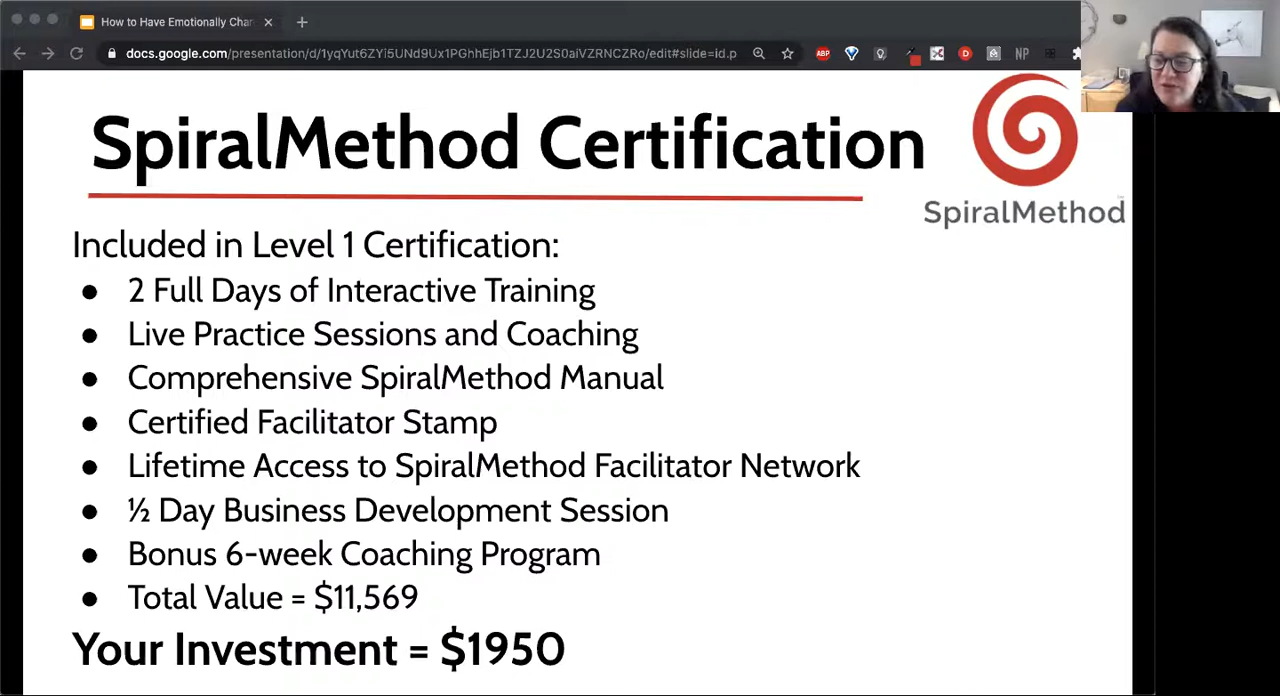 How to Have Emotionally Char
docs.google.com/presentation/d/1yqYut6ZYi5UNd9Ux1PGhhEjb1TZJ2U2S0aiVZRNCZRo/edit#slide=id.p
ABP
D
NP
SpiralMethod Certification
SpiralMethod
Included in Level 1 Certification:
● 2 Full Days of Interactive Training
● Live Practice Sessions and Coaching
● Comprehensive SpiralMethod Manual
● Certified Facilitator Stamp
● Lifetime Access to SpiralMethod Facilitator Network
● ½ Day Business Development Session
● Bonus 6-week Coaching Program
● Total Value = $11,569
Your Investment = $1950